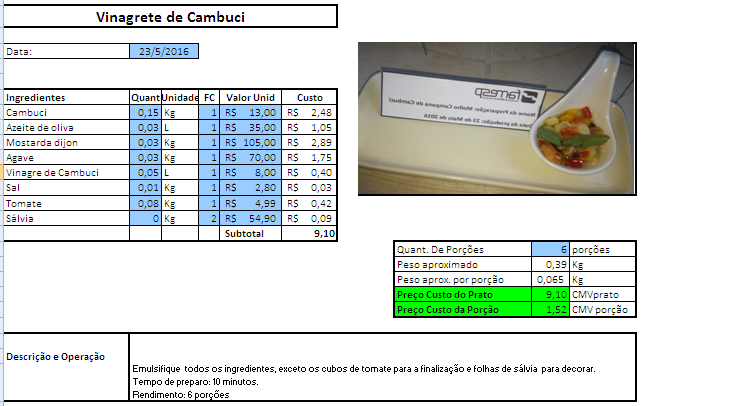 Vinagrete de Cambuci
Data: 23/5/2016
famesp
Nome da Preparação: Molho Campana de Cambuci
Data da produção: 23 de Maio de 2016
Ingredientes Quant Unidade FC Valor Unid Custo
Cambuci 0,15 Kg 1 R$ 13,00 R$ 2,48
Azeite de oliva 0,03 L 1 R$ 35,00 R$ 1,05
Mostarda dijon 0,03 Kg 1 R$ 105,00 R$ 2,89
Agave 0,03 Kg 1 R$ 70,00 R$ 1,75
Vinagre de Cambuci 0,05 L 1 R$ 8,00 R$ 0,40
Sal 0,01 Kg 1 R$ 2,80 R$ 0,03
Tomate 0,08 Kg 1 R$ 4,99 R$ 0,42
Sálvia 0 Kg 2 R$ 54,90 R$ 0,09
Subtotal 9,10
Quant. De Porções 6 porções
Peso aproximado 0,39 Kg
Peso aprox. por porção 0,065 Kg
Preço Custo do Prato 9,10 CMVprato
Preço Custo da Porção 1,52 CMV porção
Descrição e Operação
Emulsifique todos os ingredientes, exceto os cubos de tomate para a finalização e folhas de sálvia para decorar.
Tempo de preparo: 10 minutos.
Rendimento: 6 porções